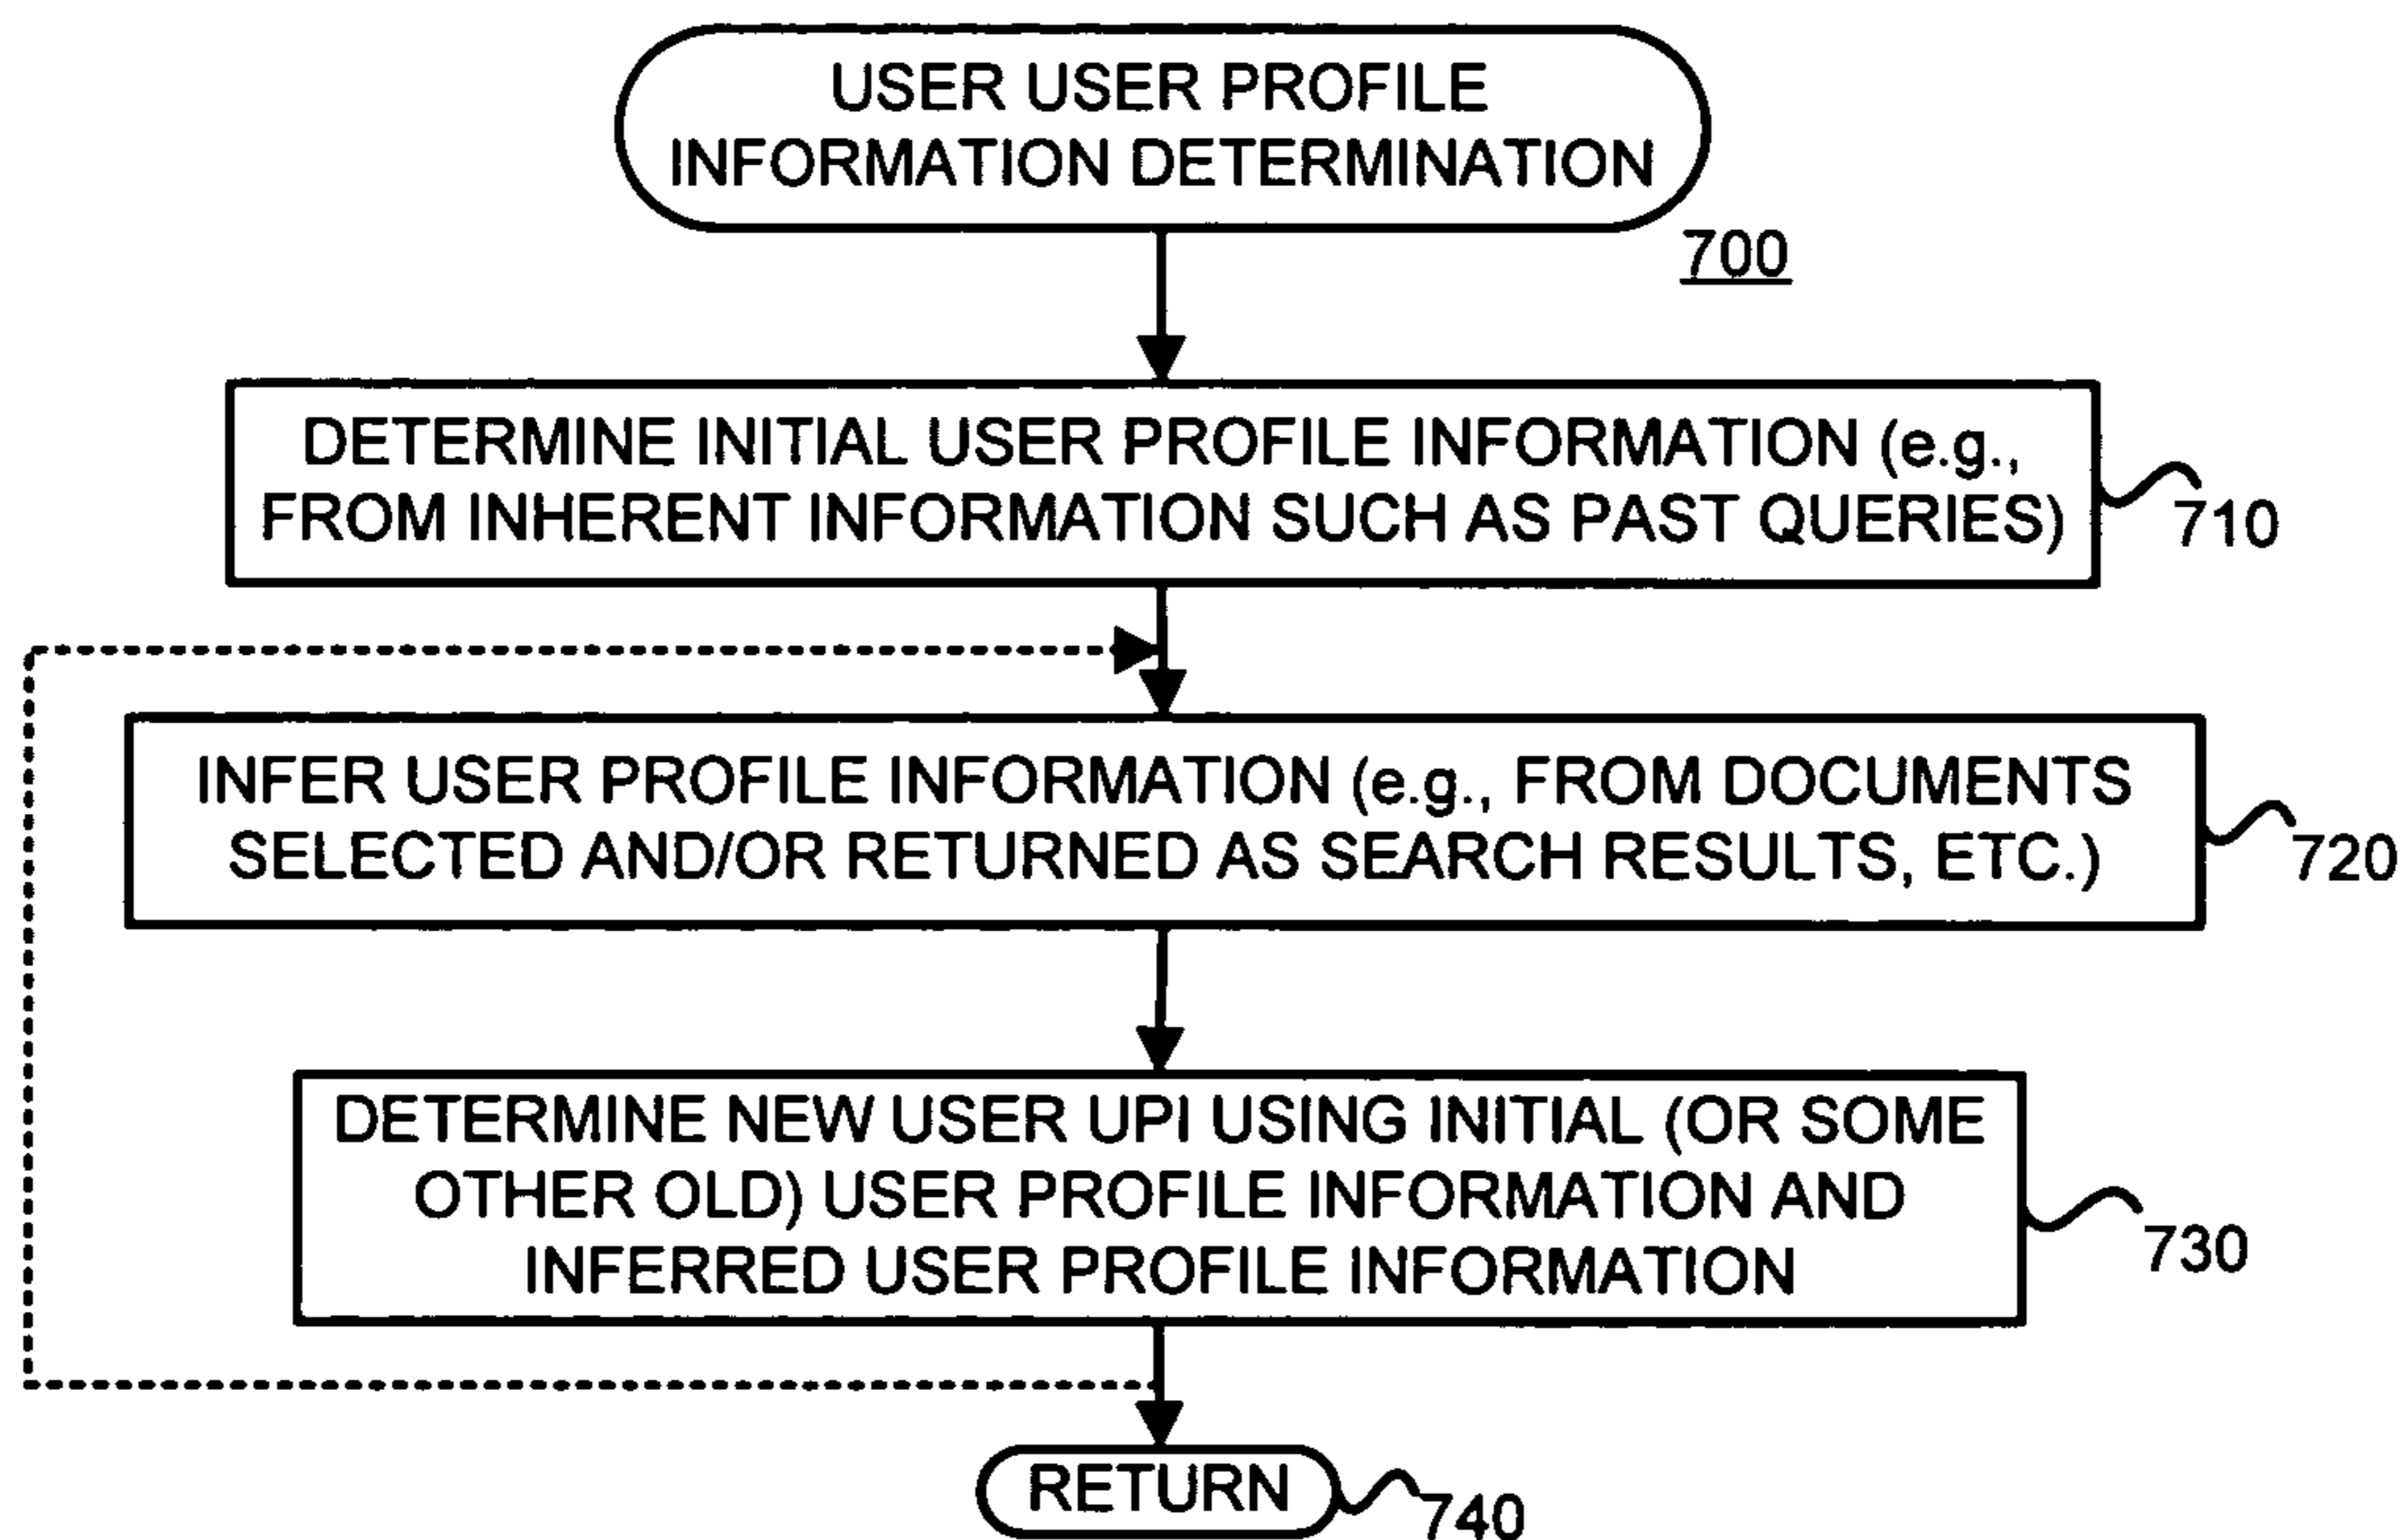 USER USER PROFILE
INFORMATION DETERMINATION
700
DETERMINE INITIAL USER PROFILE INFORMATION (e.g.,
FROM INHERENT INFORMATION SUCH AS PAST QUERIES)
710
INFER USER PROFILE INFORMATION (e.g., FROM DOCUMENTS
SELECTED AND/OR RETURNED AS SEARCH RESULTS, ETC.)
720
DETERMINE NEW USER UPI USING INITIAL (OR SOME
OTHER OLD) USER PROFILE INFORMATION AND
INFERRED USER PROFILE INFORMATION
730
RETURN
740